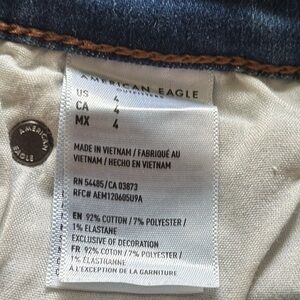 AMERICAN EAGLE
OUTFITTERS
US 4
CA 4
MX 4
MADE IN VIETNAM / FABRIQUÉ AU
VIETNAM / HECHO EN VIETNAM
RN 54485/CA 03873
RFC# AEM120605U9A
EN 92% COTTON / 7% POLYESTER /
1% ELASTANE
EXCLUSIVE OF DECORATION
FR 92% COTON / 7% POLYESTER /
1% ÉLASTHANNE
À L'EXCEPTION DE LA GARNITURE
AMERICAN
EAGLE